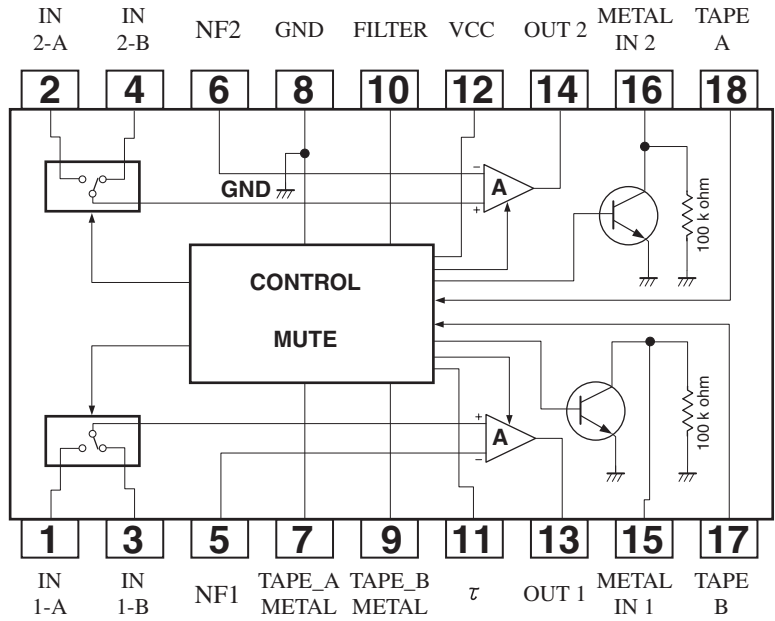 IN 2-A
IN 2-B
NF2
GND
FILTER
VCC
OUT 2
METAL IN 2
TAPE A
2
4
6
8
10
12
14
16
18
GND
−
A
+
100 k ohm
CONTROL
MUTE
+
A
−
100 k ohm
1
3
5
7
9
11
13
15
17
IN 1-A
IN 1-B
NF1
TAPE_A METAL
TAPE_B METAL
τ
OUT 1
METAL IN 1
TAPE B